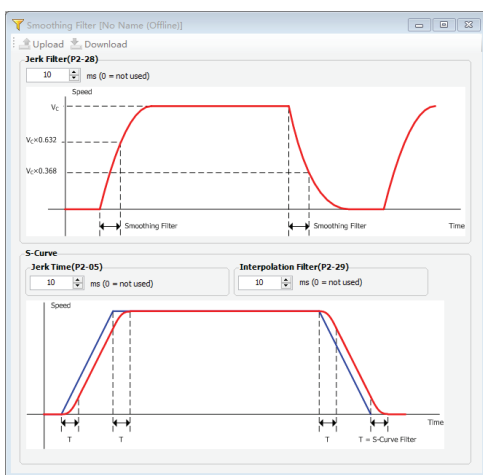 Smoothing Filter [No Name (Offline)]
Upload Download
Jerk Filter(P2-28)
10 ms (0 = not used)
Speed
Vc
Vc×0.632
Vc×0.368
Smoothing Filter Smoothing Filter Time
S-Curve
Jerk Time(P2-05) Interpolation Filter(P2-29)
10 ms (0 = not used) 10 ms (0 = not used)
Speed
Time
T T T T = S-Curve Filter